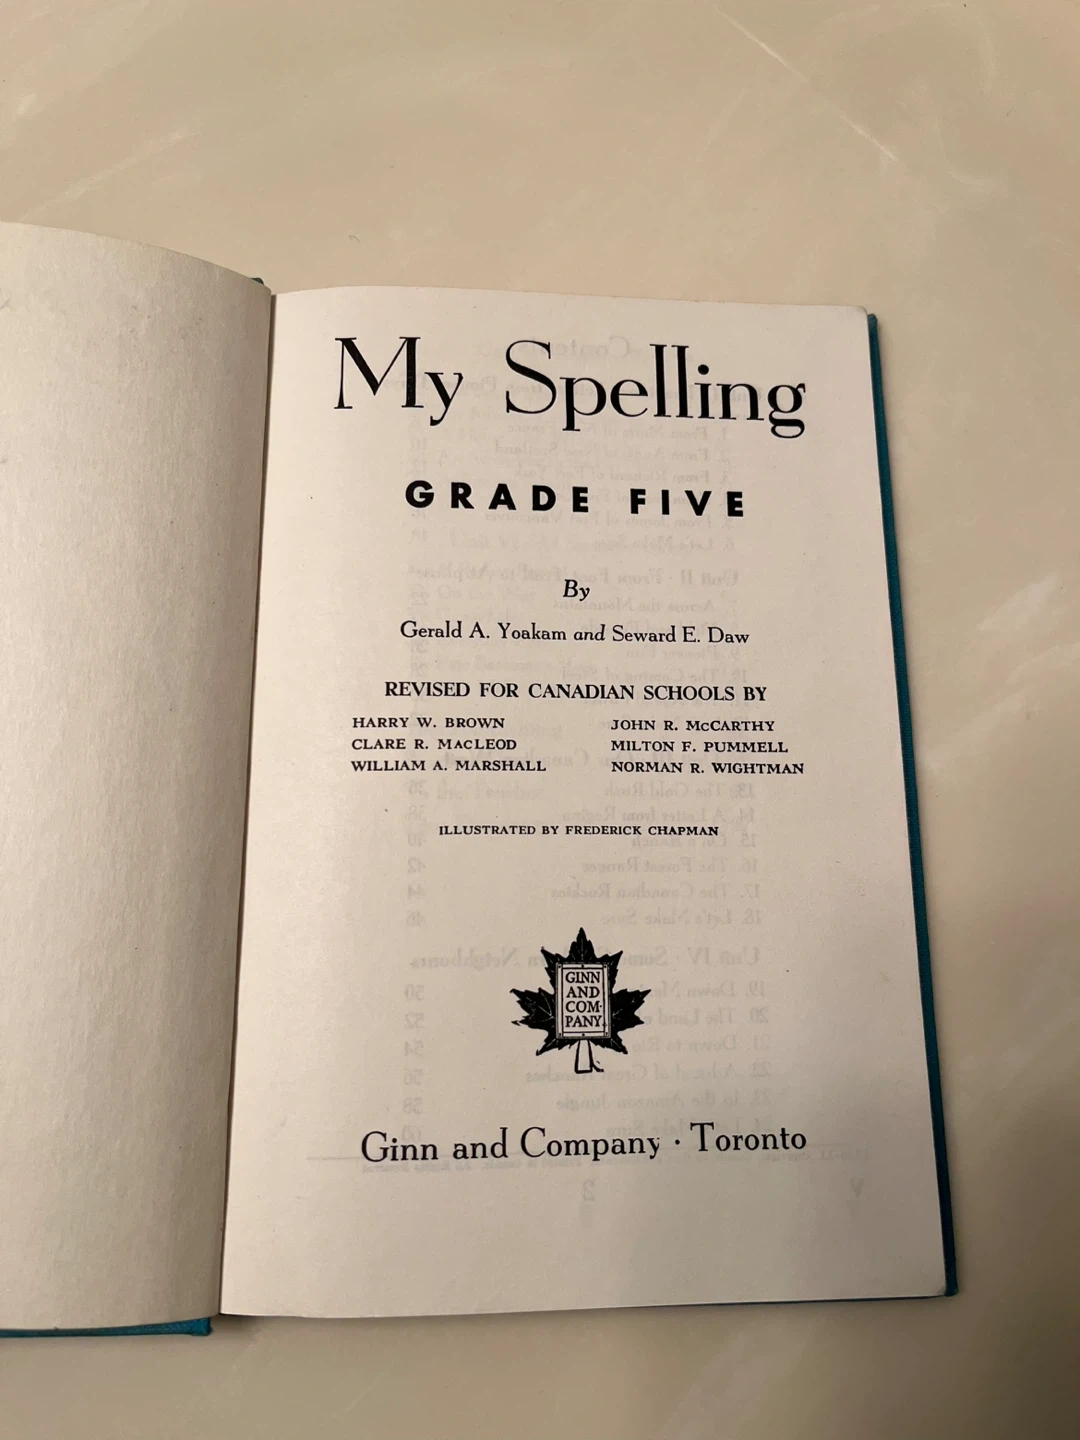 My Spelling
GRADE FIVE
By
Gerald A. Yoakam and Seward E. Daw
REVISED FOR CANADIAN SCHOOLS BY
HARRY W. BROWN JOHN R. McCARTHY
CLARE R. MacLEOD MILTON F. PUMMELL
WILLIAM A. MARSHALL NORMAN R. WIGHTMAN
ILLUSTRATED BY FREDERICK CHAPMAN
GINN
AND
COM·
PANY
Ginn and Company · Toronto